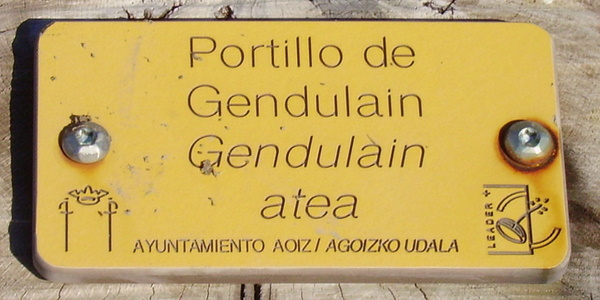 Portillo de
Gendulain
Gendulain
atea
AYUNTAMIENTO AOIZ / AGOIZKO UDALA
LEADER +